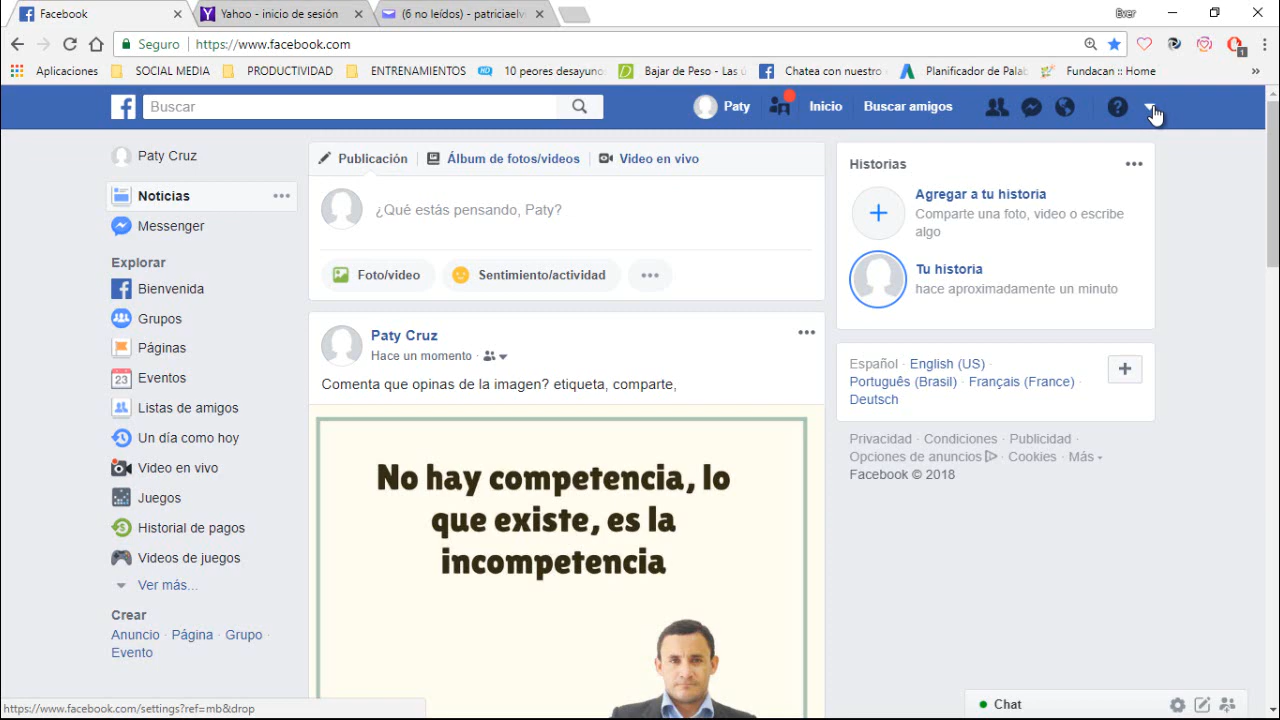 Facebook
Yahoo - inicio de sesión
(6 no leídos) - patriciaelv
Ever
Seguro
https://www.facebook.com
1
Aplicaciones
SOCIAL MEDIA
PRODUCTIVIDAD
ENTRENAMIENTOS
10 peores desayuno
Bajar de Peso - Las ú
Chatea con nuestro
Planificador de Palab
Fundacan :: Home
Buscar
Paty
Inicio
Buscar amigos
Paty Cruz
Noticias
Messenger
Explorar
Bienvenida
Grupos
Páginas
23
Eventos
Listas de amigos
Un día como hoy
Video en vivo
Juegos
Historial de pagos
Videos de juegos
Ver más...
Crear
Anuncio · Página · Grupo ·
Evento
Publicación
Álbum de fotos/videos
Video en vivo
¿Qué estás pensando, Paty?
Foto/video
Sentimiento/actividad
Paty Cruz
Hace un momento ·
Comenta que opinas de la imagen? etiqueta, comparte,
No hay competencia, lo
que existe, es la
incompetencia
Historias
Agregar a tu historia
Comparte una foto, video o escribe
algo
Tu historia
hace aproximadamente un minuto
Español · English (US) ·
Português (Brasil) · Français (France) ·
Deutsch
Privacidad · Condiciones · Publicidad ·
Opciones de anuncios · Cookies · Más
Facebook © 2018
https://www.facebook.com/settings?ref=mb&drop
Chat